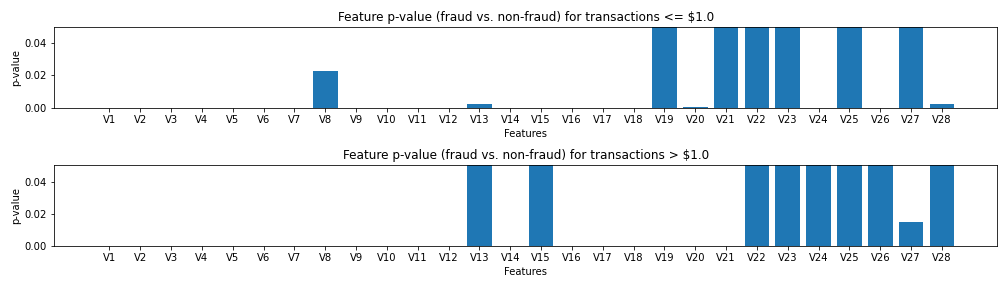 Feature p-value (fraud vs. non-fraud) for transactions <= $1.0
0.04
0.02
0.00
p-value
V1 V2 V3 V4 V5 V6 V7 V8 V9 V10 V11 V12 V13 V14 V15 V16 V17 V18 V19 V20 V21 V22 V23 V24 V25 V26 V27 V28
Features
Feature p-value (fraud vs. non-fraud) for transactions > $1.0
0.04
0.02
0.00
p-value
V1 V2 V3 V4 V5 V6 V7 V8 V9 V10 V11 V12 V13 V14 V15 V16 V17 V18 V19 V20 V21 V22 V23 V24 V25 V26 V27 V28
Features